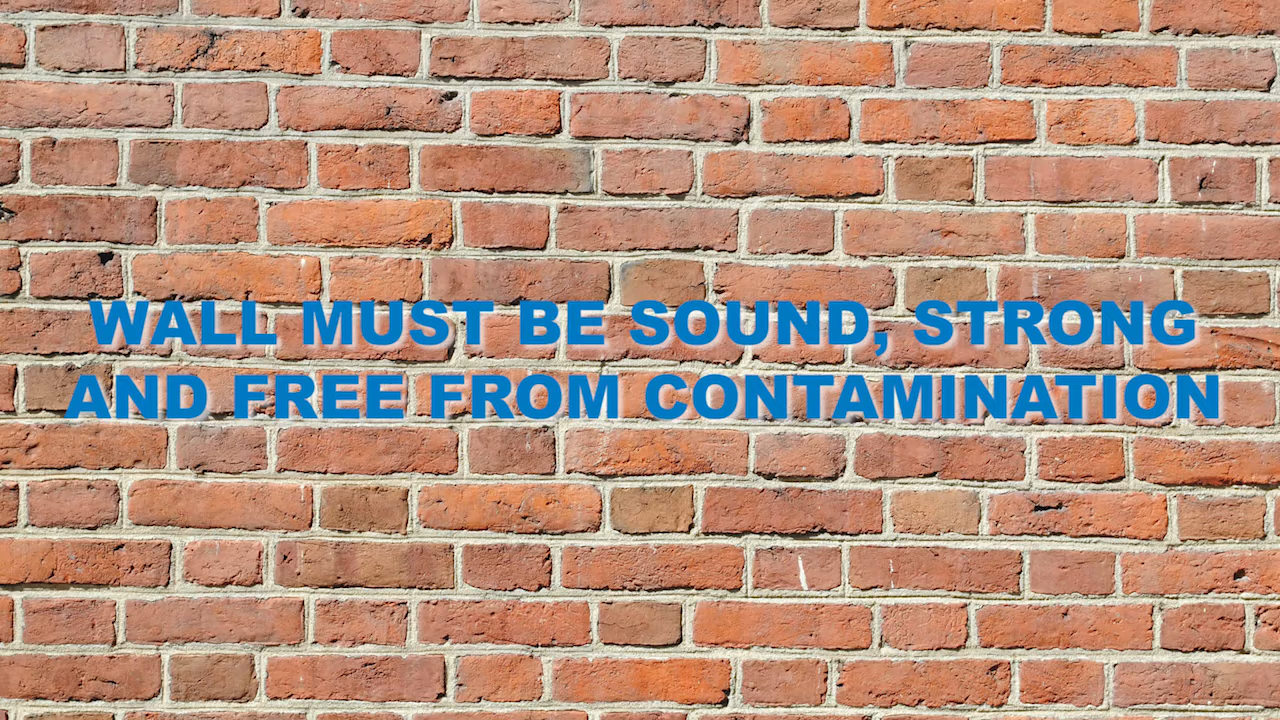 WALL MUST BE SOUND, STRONG
AND FREE FROM CONTAMINATION